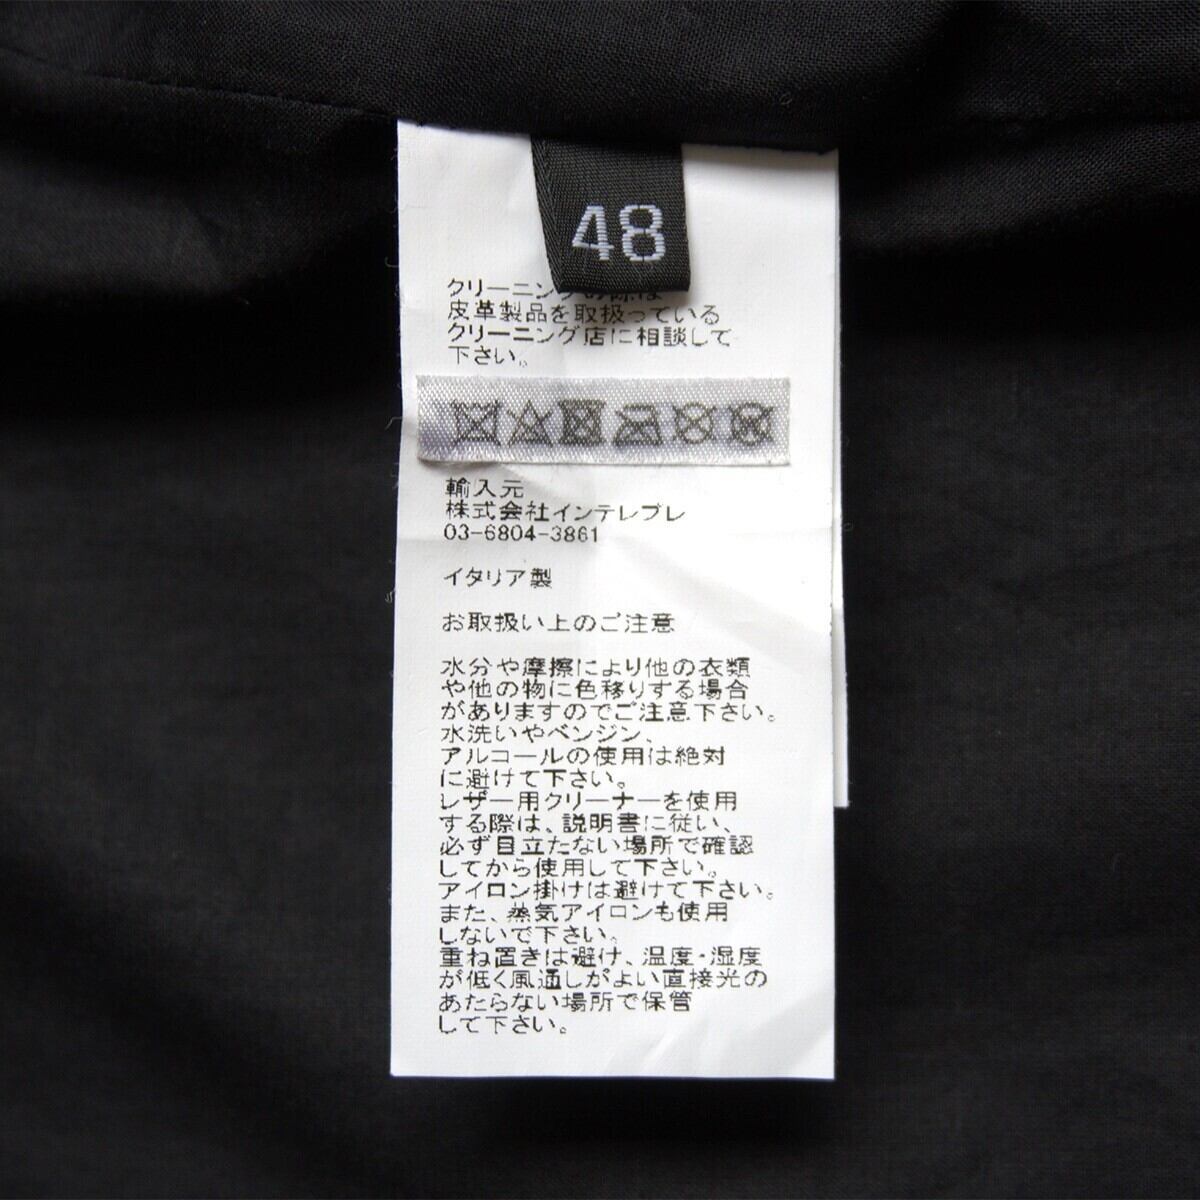 48
クリーニングの際は
皮革製品を取扱っている
クリーニング店に相談して
下さい。
輸入元
株式会社インテレプレ
03-6804-3861
イタリア製
お取扱い上のご注意
水分や摩擦により他の衣類
や他の物に色移りする場合
がありますのでご注意下さい。
水洗いやベンジン、
アルコールの使用は絶対
に避けて下さい。
レザー用クリーナーを使用
する際は、説明書に従い、
必ず目立たない場所で確認
してから使用して下さい。
アイロン掛けは避けて下さい。
また、蒸気アイロンも使用
しないで下さい。
重ね置きは避け、温度・湿度
が低く風通しがよい直接光の
あたらない場所で保管
して下さい。